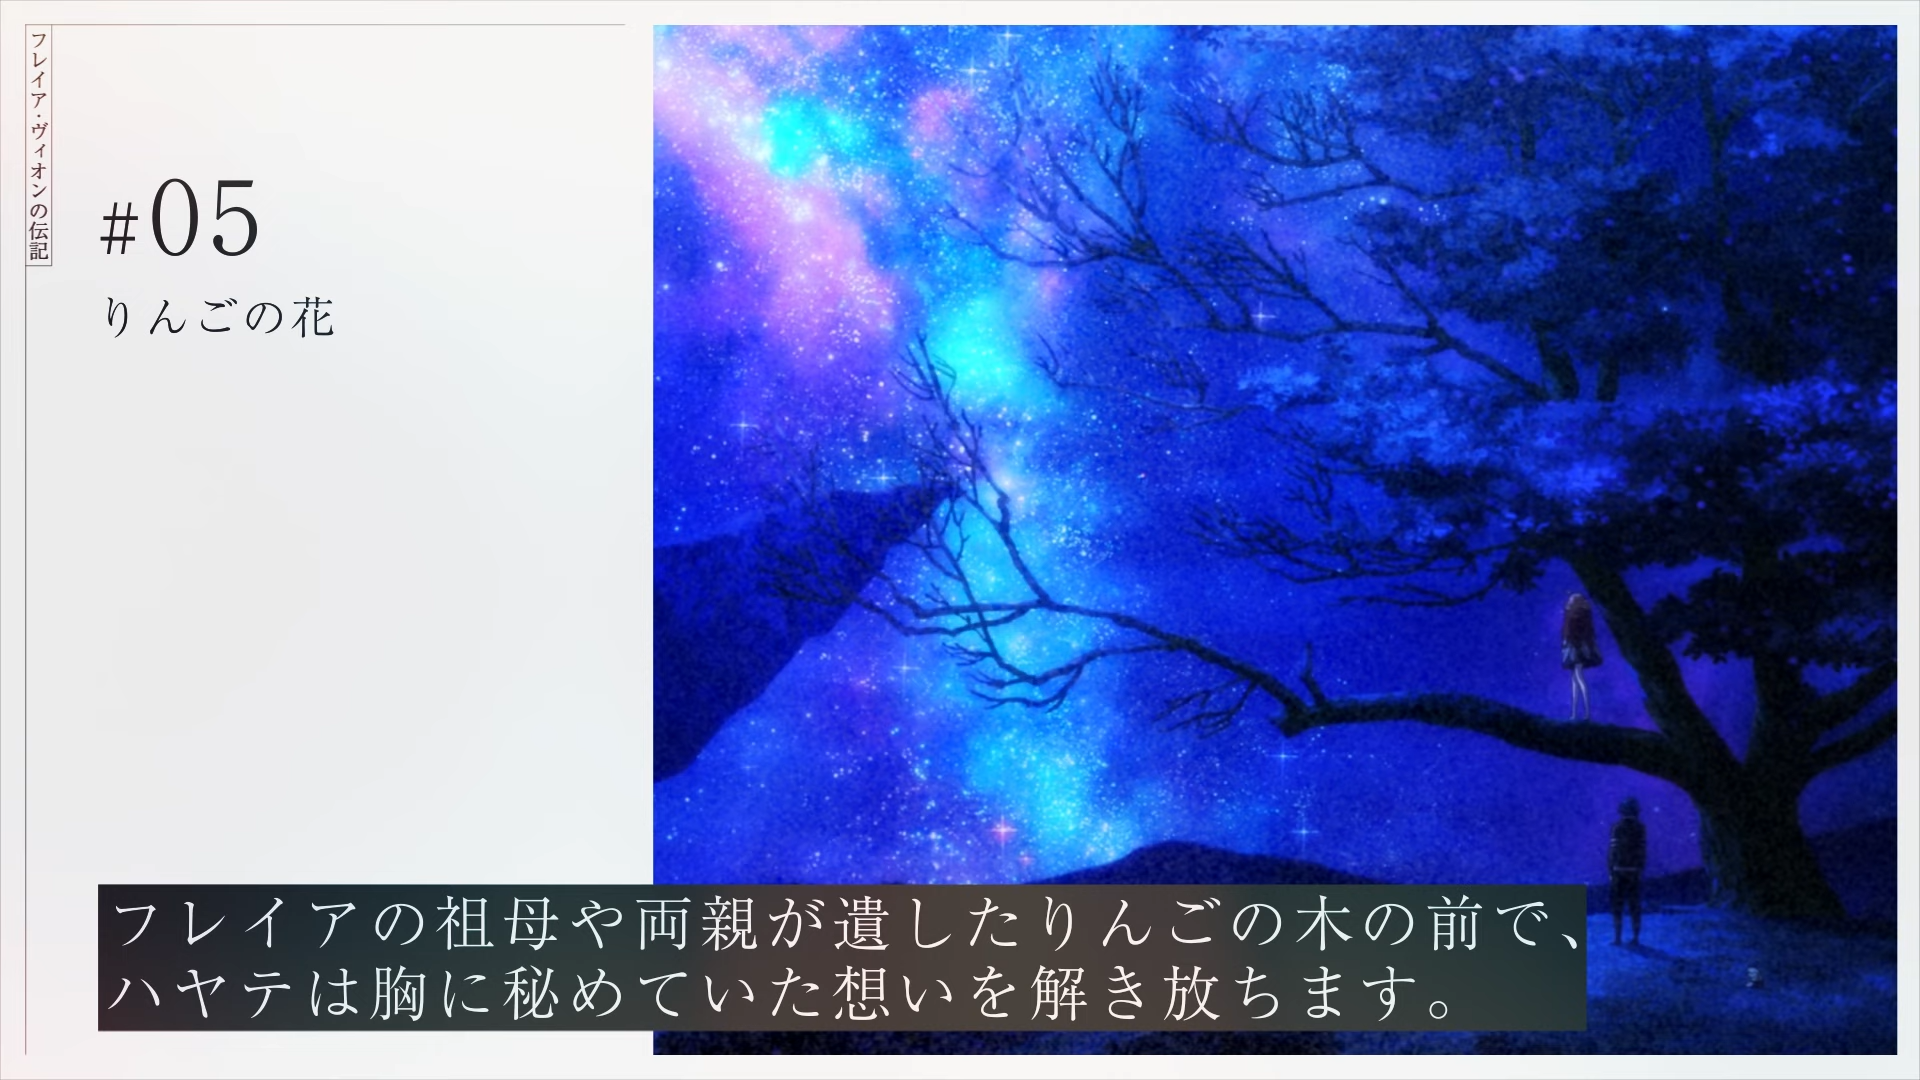 フレイア・ヴィオンの伝記
#05
りんごの花
フレイアの祖母や両親が遺したりんごの木の前で、
ハヤテは胸に秘めていた想いを解き放ちます。